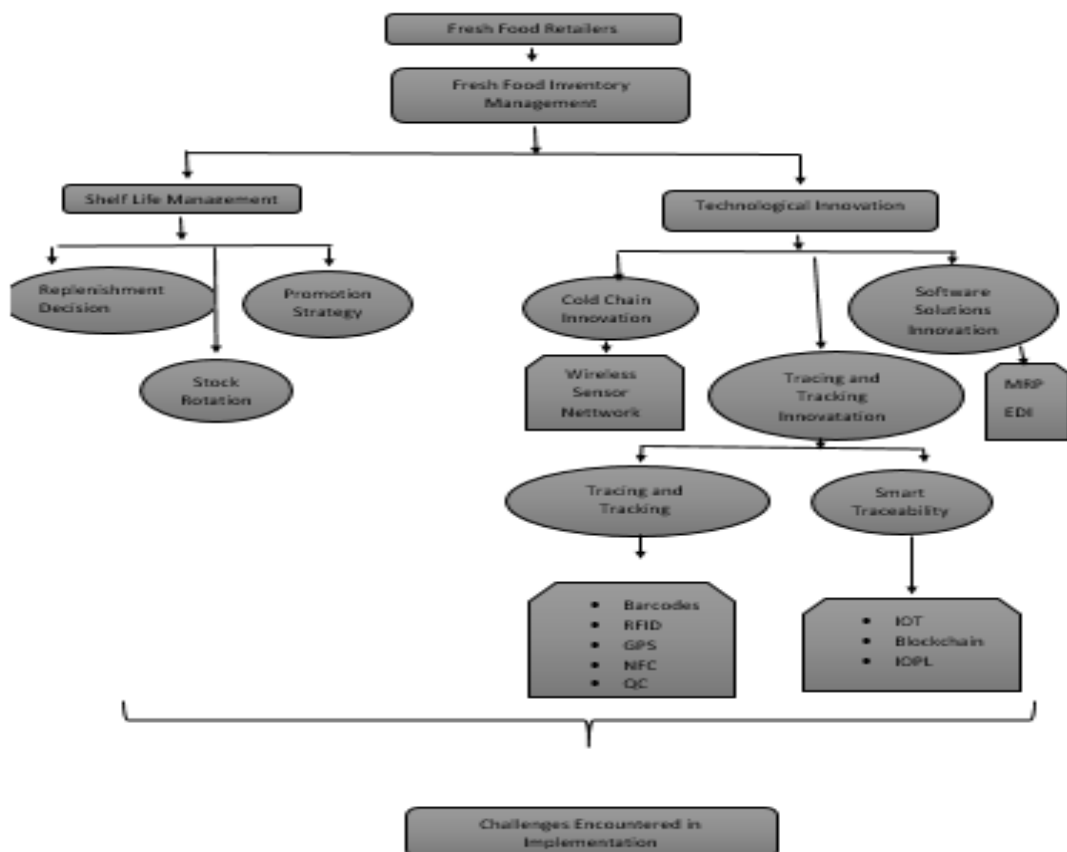 Fresh Food Retailers
Fresh Food Inventory
Management
Shelf Life Management
Technological Innovation
Replenishment
Decision
Promotion
Strategy
Stock
Rotation
Cold Chain
Innovation
Software
Solutions
Innovation
Wireless
Sensor
Nettwork
Tracing and
Tracking
Innovatation
MRP
EDI
Tracing and
Tracking
Smart
Traceability
• Barcodes
• RFID
• GPS
• NFC
• QC
• IOT
• Blockchain
• IOPL
Challenges Encountered in
Implementation